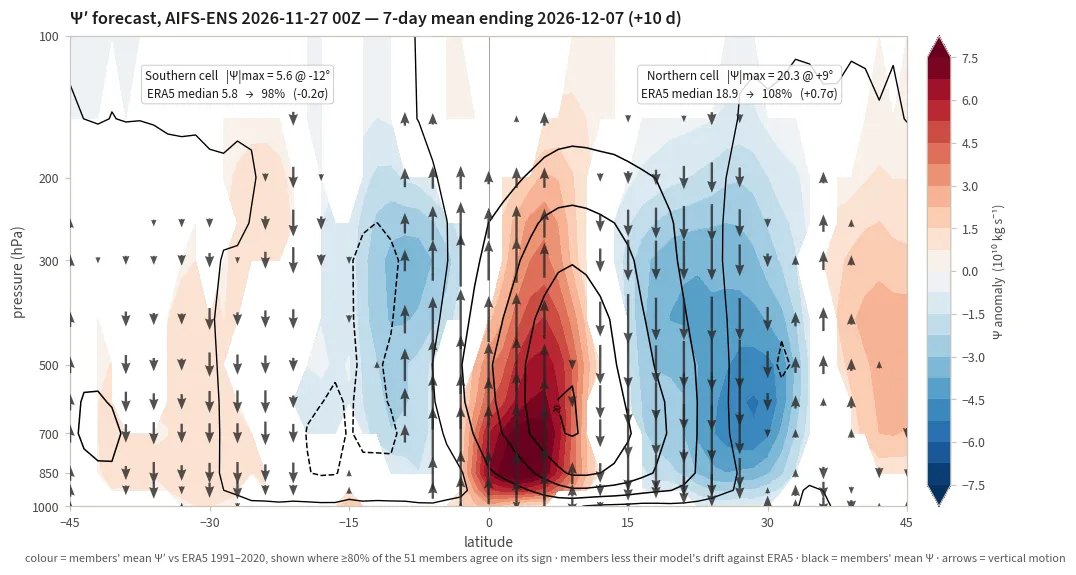 Ψ′ forecast, AIFS-ENS 2026-11-27 00Z — 7-day mean ending 2026-12-07 (+10 d)
Southern cell |Ψ|max = 5.6 @ -12°
ERA5 median 5.8 → 98% (-0.2σ)
Northern cell |Ψ|max = 20.3 @ +9°
ERA5 median 18.9 → 108% (+0.7σ)
100
200
300
500
700
850
1000
pressure (hPa)
20
−45
−30
−15
0
15
30
45
latitude
7.5
6.0
4.5
3.0
1.5
0.0
−1.5
−3.0
−4.5
−6.0
−7.5
Ψ anomaly (10¹⁰ kg s⁻¹)
colour = members' mean Ψ′ vs ERA5 1991–2020, shown where ≥80% of the 51 members agree on its sign · members less their model's drift against ERA5 · black = members' mean Ψ · arrows = vertical motion